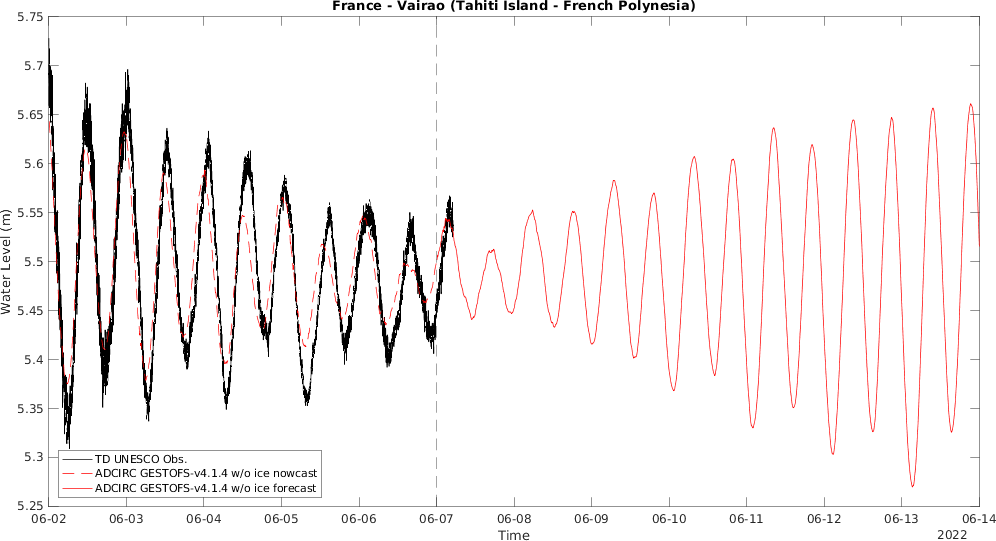 France - Vairao (Tahiti Island - French Polynesia)
5.75
5.7
5.65
5.6
5.55
5.5
5.45
5.4
5.35
5.3
5.25
Water Level (m)
TD UNESCO Obs.
ADCIRC GESTOFS-v4.1.4 w/o ice nowcast
ADCIRC GESTOFS-v4.1.4 w/o ice forecast
06-02 06-03 06-04 06-05 06-06 06-07 06-08 06-09 06-10 06-11 06-12 06-13 06-14
Time
2022